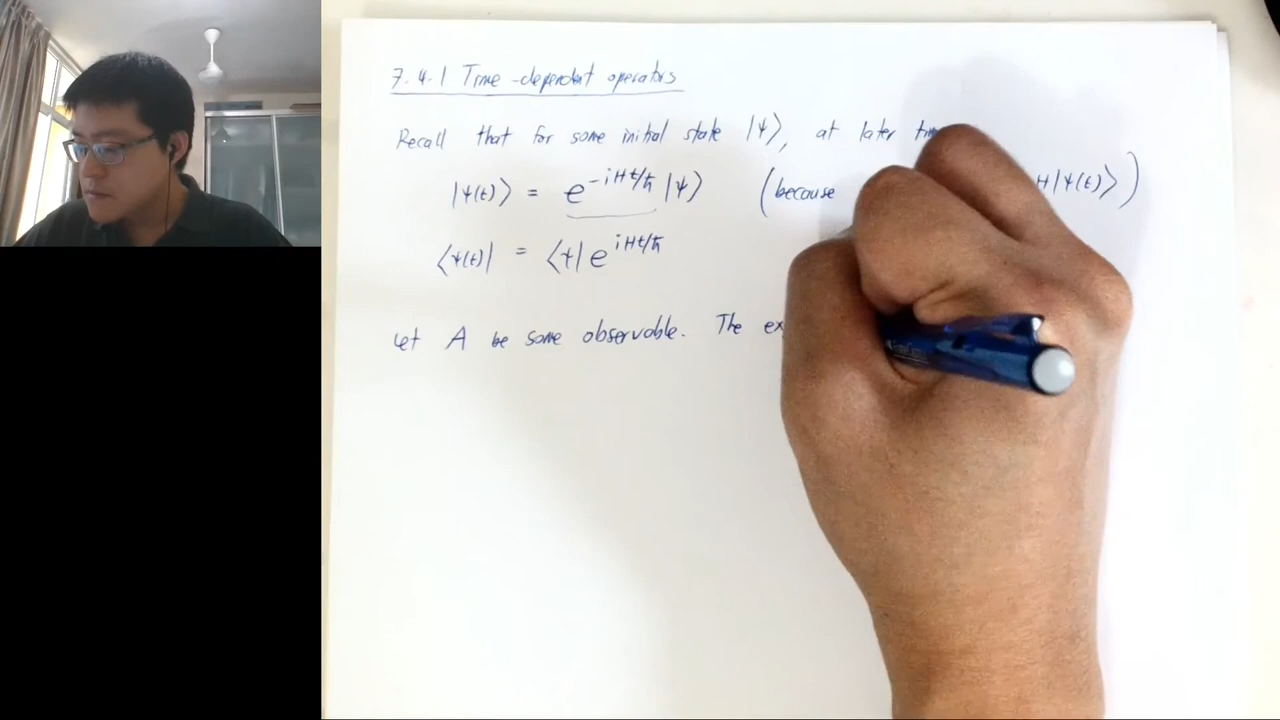 7.4.1 Time-dependent operators
Recall that for some initial state |ψ⟩, at later
|ψ(t)⟩ = e^{-iHt/ħ} |ψ⟩ (because H|ψ(t)⟩)
⟨ψ(t)| = ⟨ψ| e^{iHt/ħ}
Let A be some observable. The